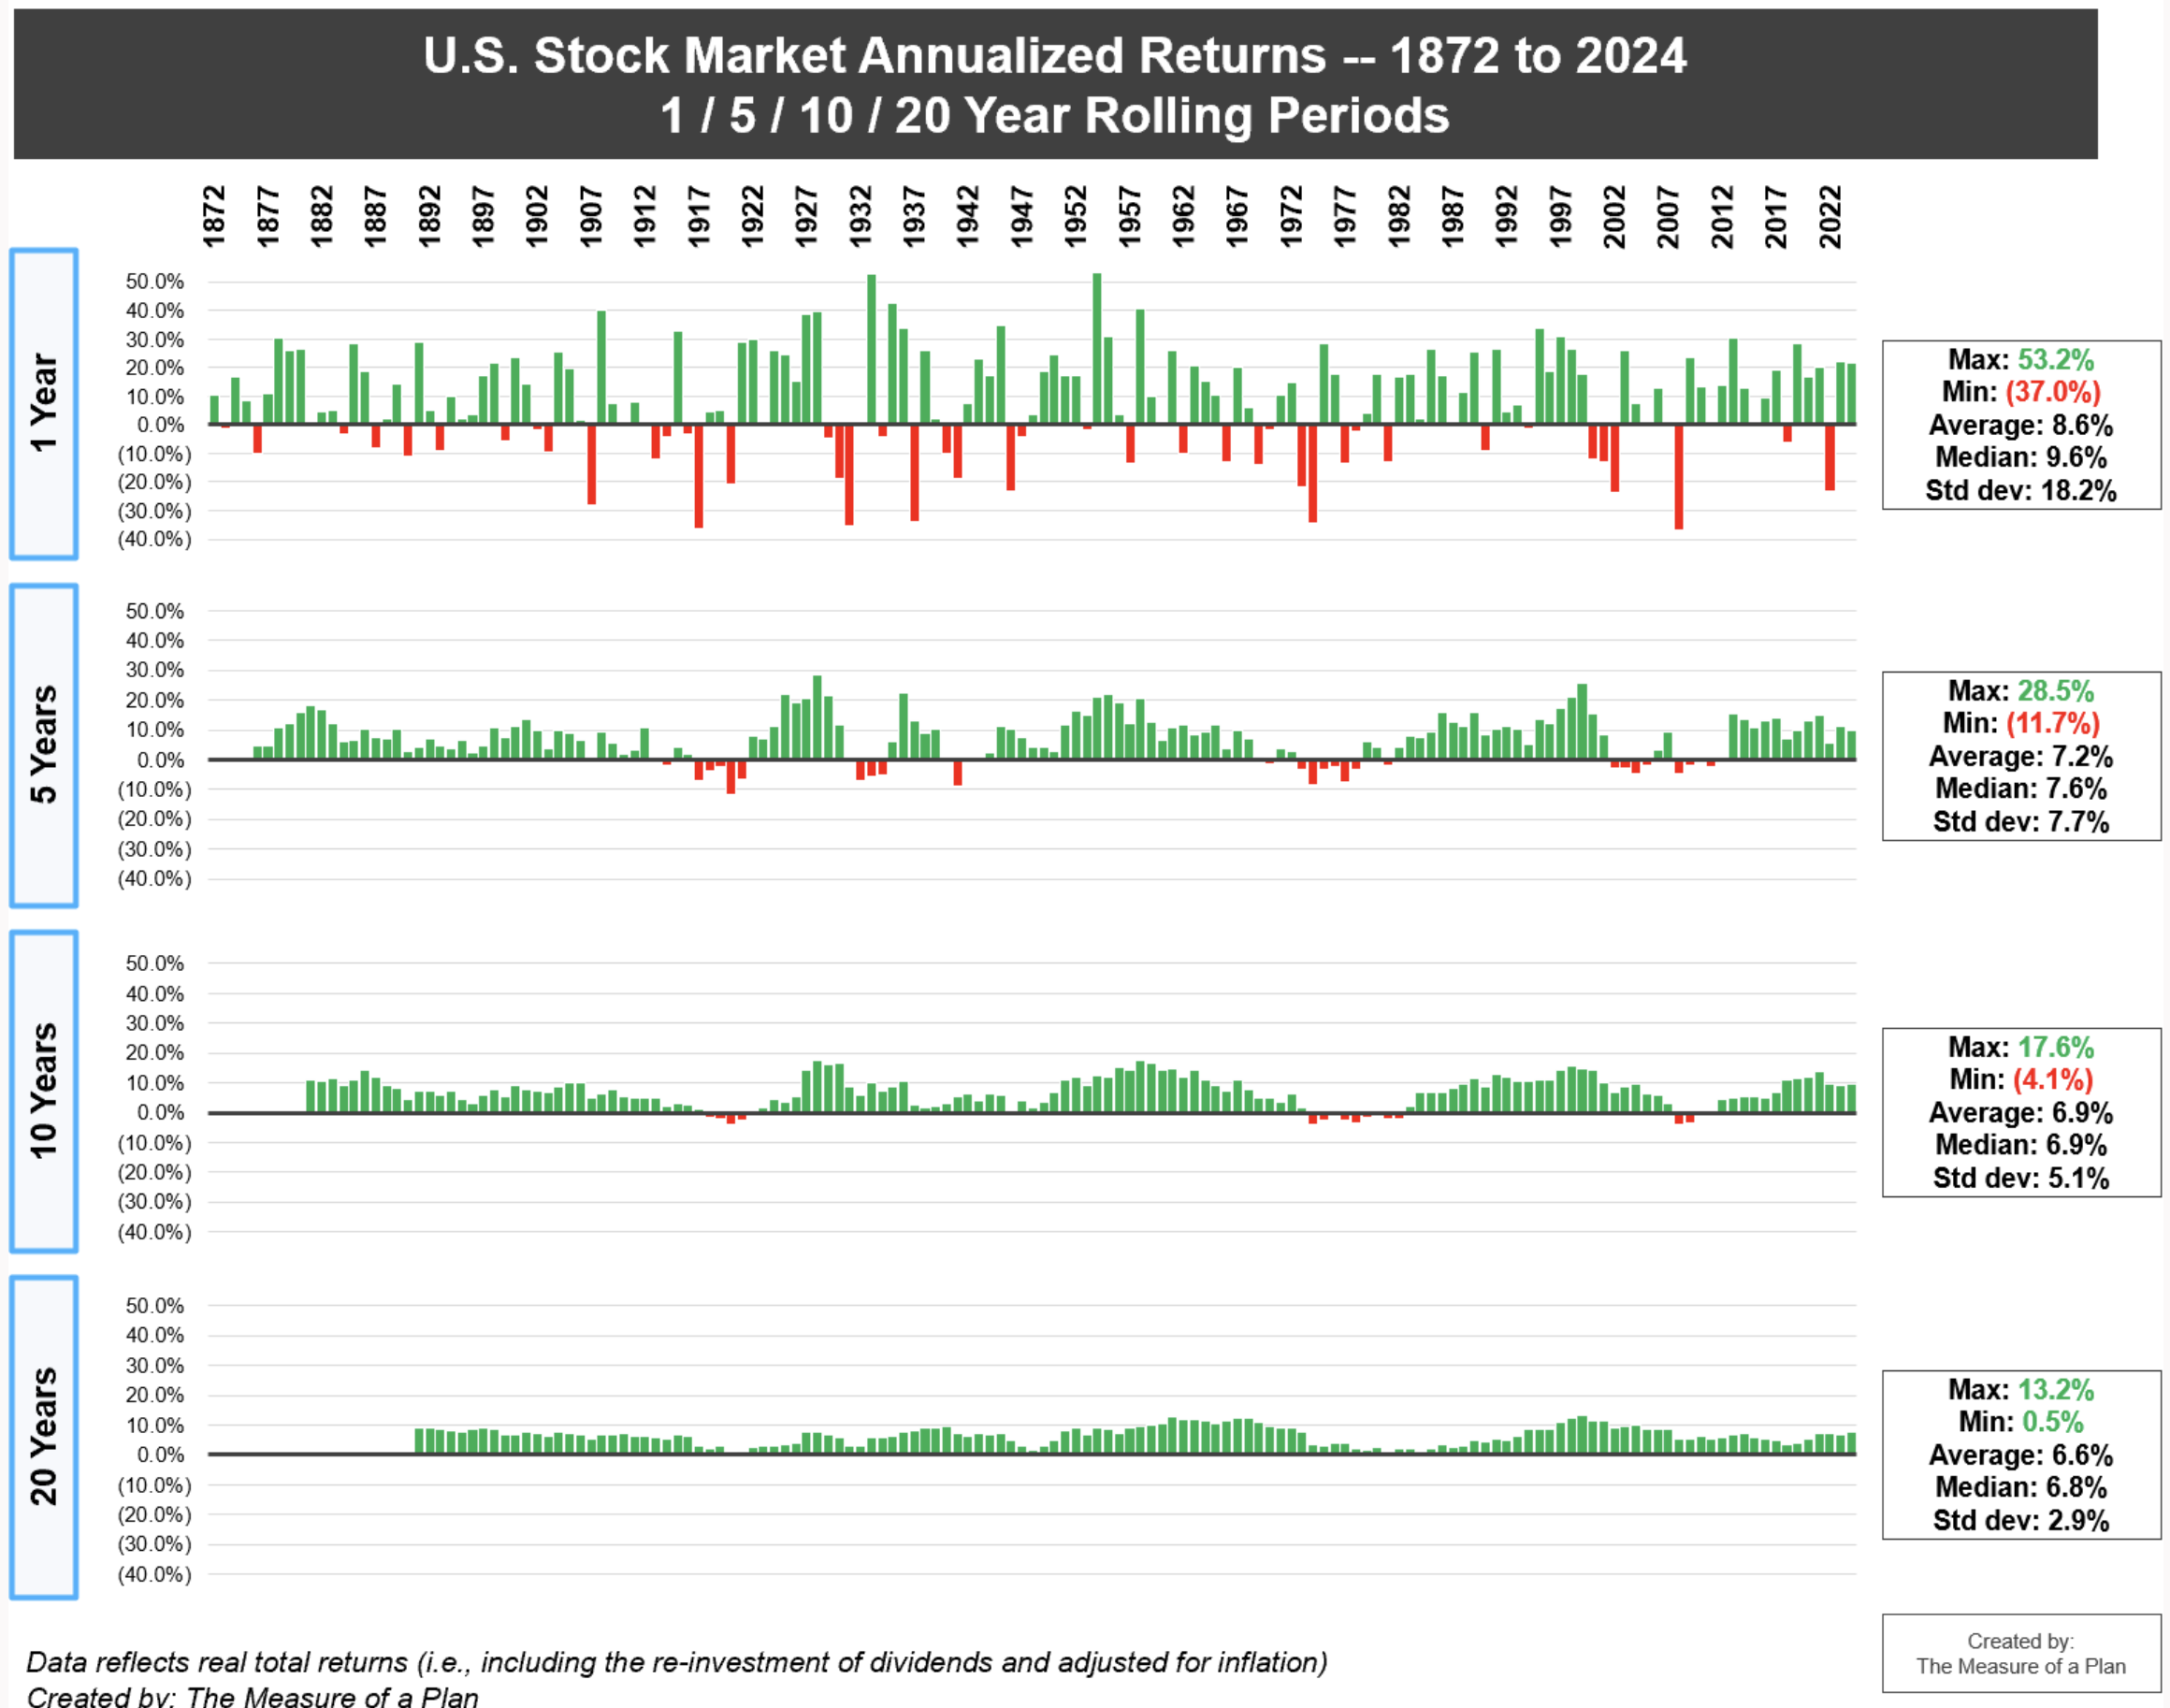 U.S. Stock Market Annualized Returns -- 1872 to 2024
1 / 5 / 10 / 20 Year Rolling Periods
1872 1877 1882 1887 1892 1897 1902 1907 1912 1917 1922 1927 1932 1937 1942 1947 1952 1957 1962 1967 1972 1977 1982 1987 1992 1997 2002 2007 2012 2017 2022
1 Year
50.0%
40.0%
30.0%
20.0%
10.0%
0.0%
(10.0%)
(20.0%)
(30.0%)
(40.0%)
Max: 53.2%
Min: (37.0%)
Average: 8.6%
Median: 9.6%
Std dev: 18.2%
5 Years
50.0%
40.0%
30.0%
20.0%
10.0%
0.0%
(10.0%)
(20.0%)
(30.0%)
(40.0%)
Max: 28.5%
Min: (11.7%)
Average: 7.2%
Median: 7.6%
Std dev: 7.7%
10 Years
50.0%
40.0%
30.0%
20.0%
10.0%
0.0%
(10.0%)
(20.0%)
(30.0%)
(40.0%)
Max: 17.6%
Min: (4.1%)
Average: 6.9%
Median: 6.9%
Std dev: 5.1%
20 Years
50.0%
40.0%
30.0%
20.0%
10.0%
0.0%
(10.0%)
(20.0%)
(30.0%)
(40.0%)
Max: 13.2%
Min: 0.5%
Average: 6.6%
Median: 6.8%
Std dev: 2.9%
Data reflects real total returns (i.e., including the re-investment of dividends and adjusted for inflation)
Created by: The Measure of a Plan
Created by:
The Measure of a Plan